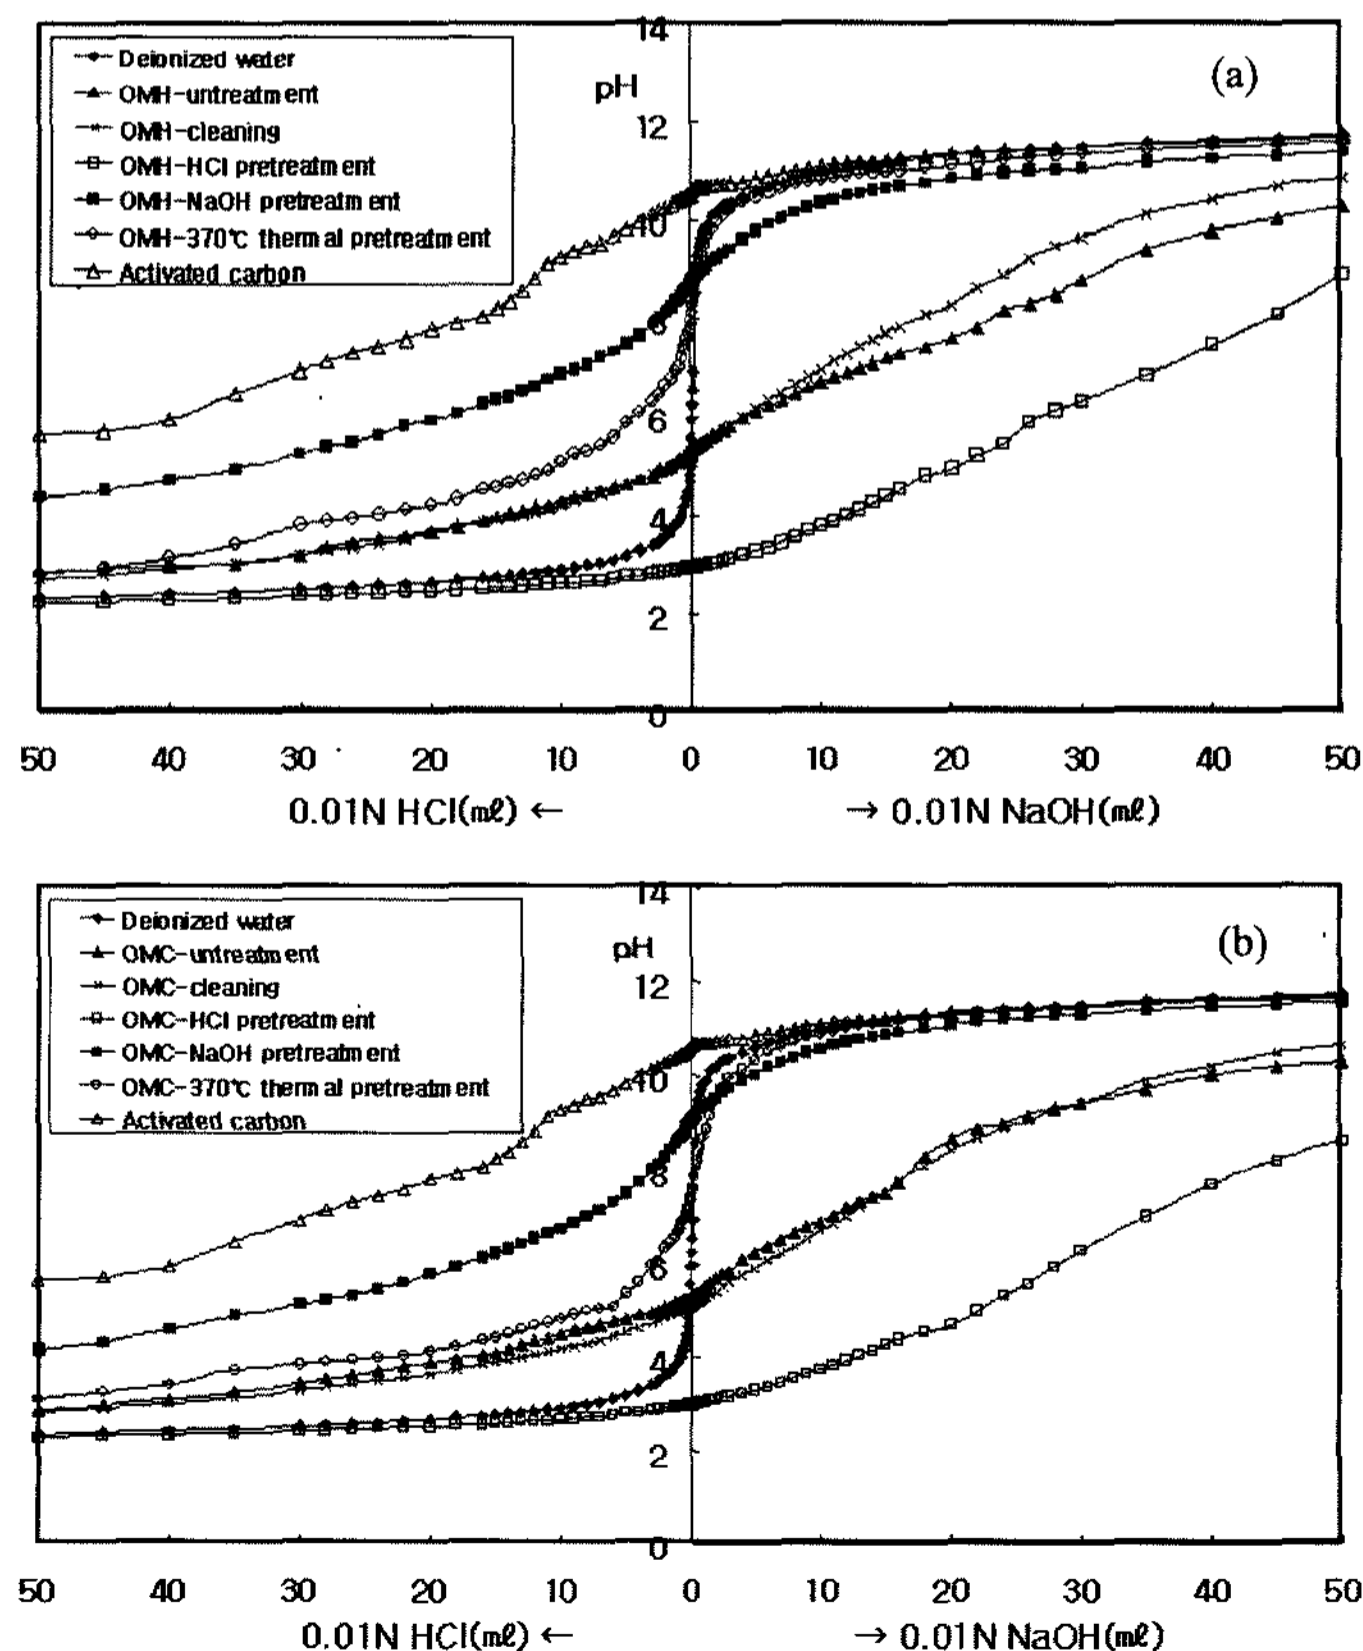 14
Deionized water
OMH-untreatment
OMH-cleaning
OMH-HCl pretreatment
OMH-NaOH pretreatment
OMH-370℃ thermal pretreatment
Activated carbon
pH
(a)
12
10
8
6
4
2
0
50 40 30 20 10 0 10 20 30 40 50
0.01N HCl(㎖) ← → 0.01N NaOH(㎖)
14
Deionized water
OMC-untreatment
OMC-cleaning
OMC-HCl pretreatment
OMC-NaOH pretreatment
OMC-370℃ thermal pretreatment
Activated carbon
pH
(b)
12
10
8
6
4
2
0
50 40 30 20 10 0 10 20 30 40 50
0.01N HCl(㎖) ← → 0.01N NaOH(㎖)